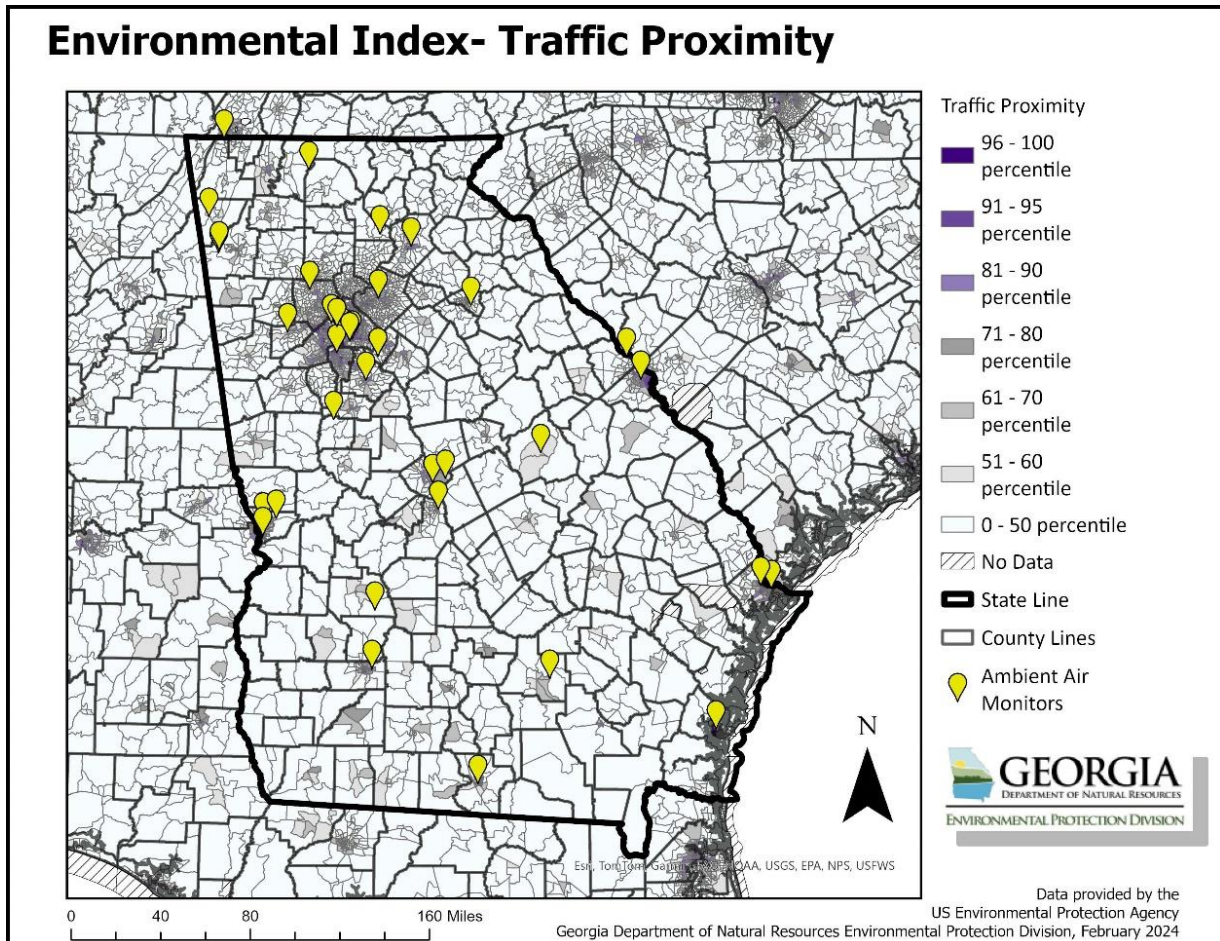 Environmental Index- Traffic Proximity
Traffic Proximity
96 - 100
percentile
91 - 95
percentile
81 - 90
percentile
71 - 80
percentile
61 - 70
percentile
51 - 60
percentile
0 - 50 percentile
No Data
State Line
County Lines
Ambient Air
Monitors
N
GEORGIA
DEPARTMENT OF NATURAL RESOURCES
ENVIRONMENTAL PROTECTION DIVISION
Esri, TomTom, USGS, EPA, NPS, USFWS
0 40 80 160 Miles
Data provided by the
US Environmental Protection Agency
Georgia Department of Natural Resources Environmental Protection Division, February 2024